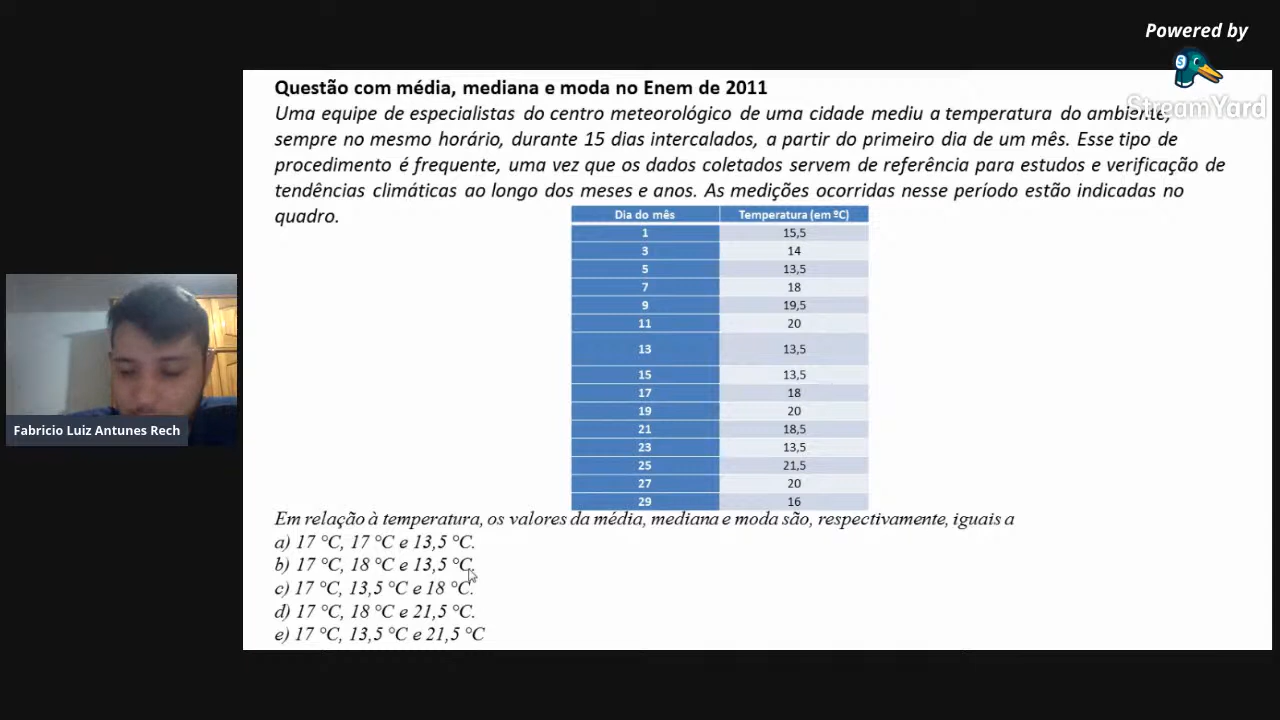 Powered by
StreamYard
Questão com média, mediana e moda no Enem de 2011
Uma equipe de especialistas do centro meteorológico de uma cidade mediu a temperatura do ambiente,
sempre no mesmo horário, durante 15 dias intercalados, a partir do primeiro dia de um mês. Esse tipo de
procedimento é frequente, uma vez que os dados coletados servem de referência para estudos e verificação de
tendências climáticas ao longo dos meses e anos. As medições ocorridas nesse período estão indicadas no
quadro.
Dia do mês Temperatura (em ºC)
1 15,5
3 14
5 13,5
7 18
9 19,5
11 20
13 13,5
15 13,5
17 18
19 20
21 18,5
23 13,5
25 21,5
27 20
29 16
Fabricio Luiz Antunes Rech
Em relação à temperatura, os valores da média, mediana e moda são, respectivamente, iguais a
a) 17 °C, 17 °C e 13,5 °C.
b) 17 °C, 18 °C e 13,5 °C.
c) 17 °C, 13,5 °C e 18 °C.
d) 17 °C, 18 °C e 21,5 °C.
e) 17 °C, 13,5 °C e 21,5 °C